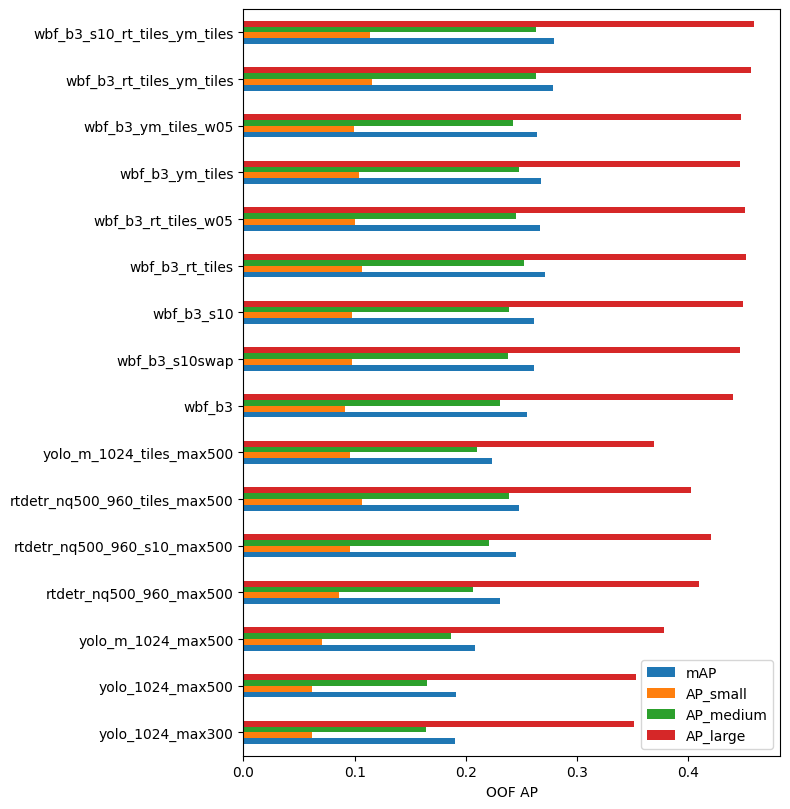 wbf_b3_s10_rt_tiles_ym_tiles
wbf_b3_rt_tiles_ym_tiles
wbf_b3_ym_tiles_w05
wbf_b3_ym_tiles
wbf_b3_rt_tiles_w05
wbf_b3_rt_tiles
wbf_b3_s10
wbf_b3_s10swap
wbf_b3
yolo_m_1024_tiles_max500
rtdetr_nq500_960_tiles_max500
rtdetr_nq500_960_s10_max500
rtdetr_nq500_960_max500
yolo_m_1024_max500
yolo_1024_max500
yolo_1024_max300
mAP
AP_small
AP_medium
AP_large
0.0 0.1 0.2 0.3 0.4
OOF AP